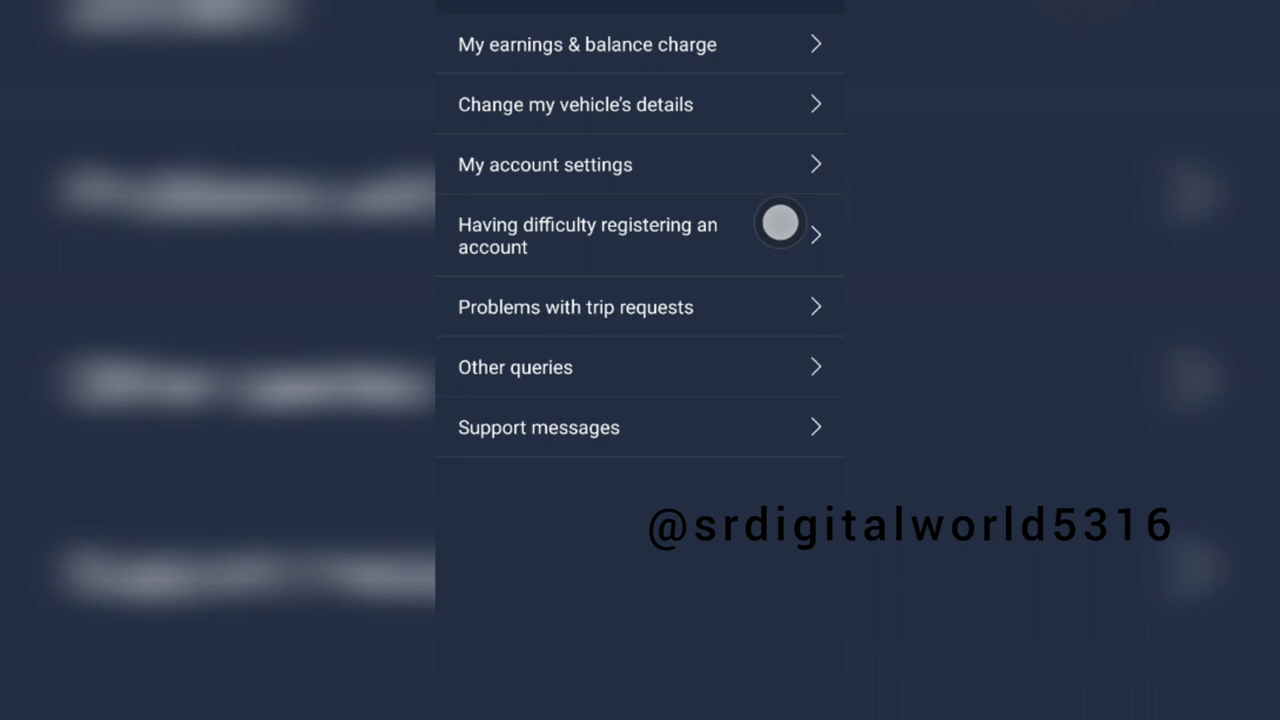 My earnings & balance charge
Change my vehicle's details
My account settings
Having difficulty registering an
account
Problems with trip requests
Other queries
Support messages
@srdigitalworld5316